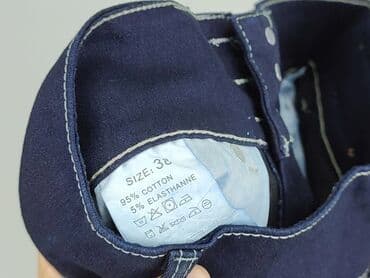 SIZE: 38
95% COTTON
5% ELASTHANNE